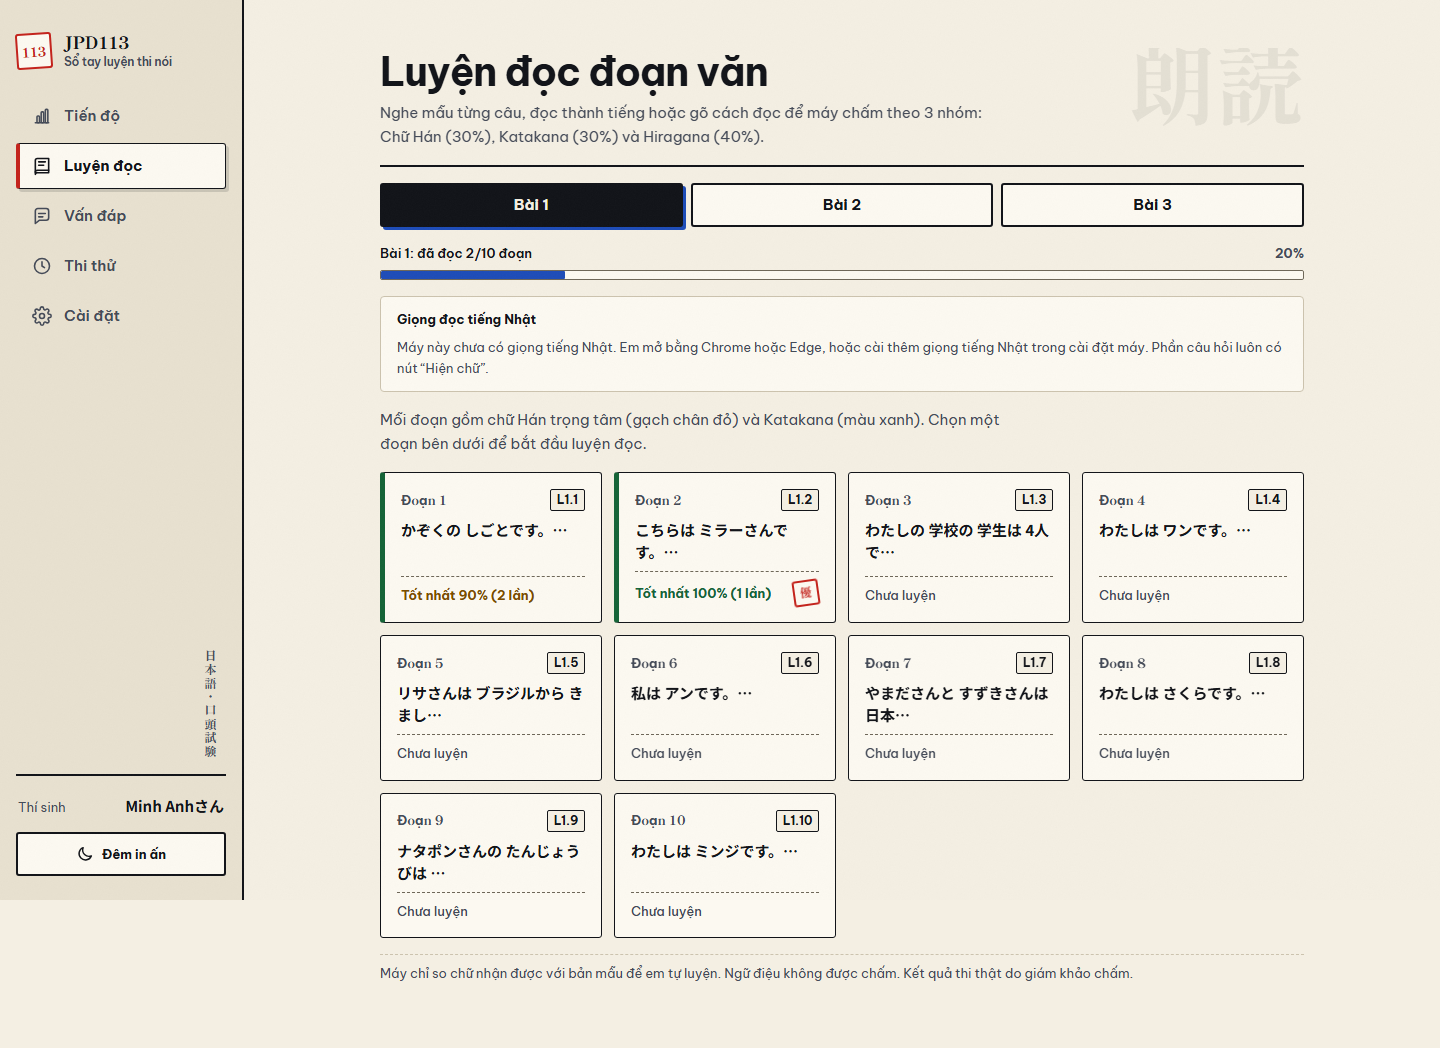 113
JPD113
Sổ tay luyện thi nói
Tiến độ
Luyện đọc
Vấn đáp
Thi thử
Cài đặt
日本語・口頭試験
Thí sinh
Minh Anhさん
Đêm in ấn
Luyện đọc đoạn văn
朗読
Nghe mẫu từng câu, đọc thành tiếng hoặc gõ cách đọc để máy chấm theo 3 nhóm:
Chữ Hán (30%), Katakana (30%) và Hiragana (40%).
Bài 1
Bài 2
Bài 3
Bài 1: đã đọc 2/10 đoạn
20%
Giọng đọc tiếng Nhật
Máy này chưa có giọng tiếng Nhật. Em mở bằng Chrome hoặc Edge, hoặc cài thêm giọng tiếng Nhật trong cài đặt máy. Phần câu hỏi luôn có
nút “Hiện chữ”.
Mỗi đoạn gồm chữ Hán trọng tâm (gạch chân đỏ) và Katakana (màu xanh). Chọn một
đoạn bên dưới để bắt đầu luyện đọc.
Đoạn 1
L1.1
かぞくの しごとです。…
Tốt nhất 90% (2 lần)
Đoạn 2
L1.2
こちらは ミラーさんで
す。…
Tốt nhất 100% (1 lần)
優
Đoạn 3
L1.3
わたしの 学校の 学生は 4人
で…
Chưa luyện
Đoạn 4
L1.4
わたしは ワンです。…
Chưa luyện
Đoạn 5
L1.5
リサさんは ブラジルから き
まし…
Chưa luyện
Đoạn 6
L1.6
私は アンです。…
Chưa luyện
Đoạn 7
L1.7
やまださんと すずきさんは
日本…
Chưa luyện
Đoạn 8
L1.8
わたしは さくらです。…
Chưa luyện
Đoạn 9
L1.9
ナタポンさんの たんじょう
びは …
Chưa luyện
Đoạn 10
L1.10
わたしは ミンジです。…
Chưa luyện
Máy chỉ so chữ nhận được với bản mẫu để em tự luyện. Ngữ điệu không được chấm. Kết quả thi thật do giám khảo chấm.